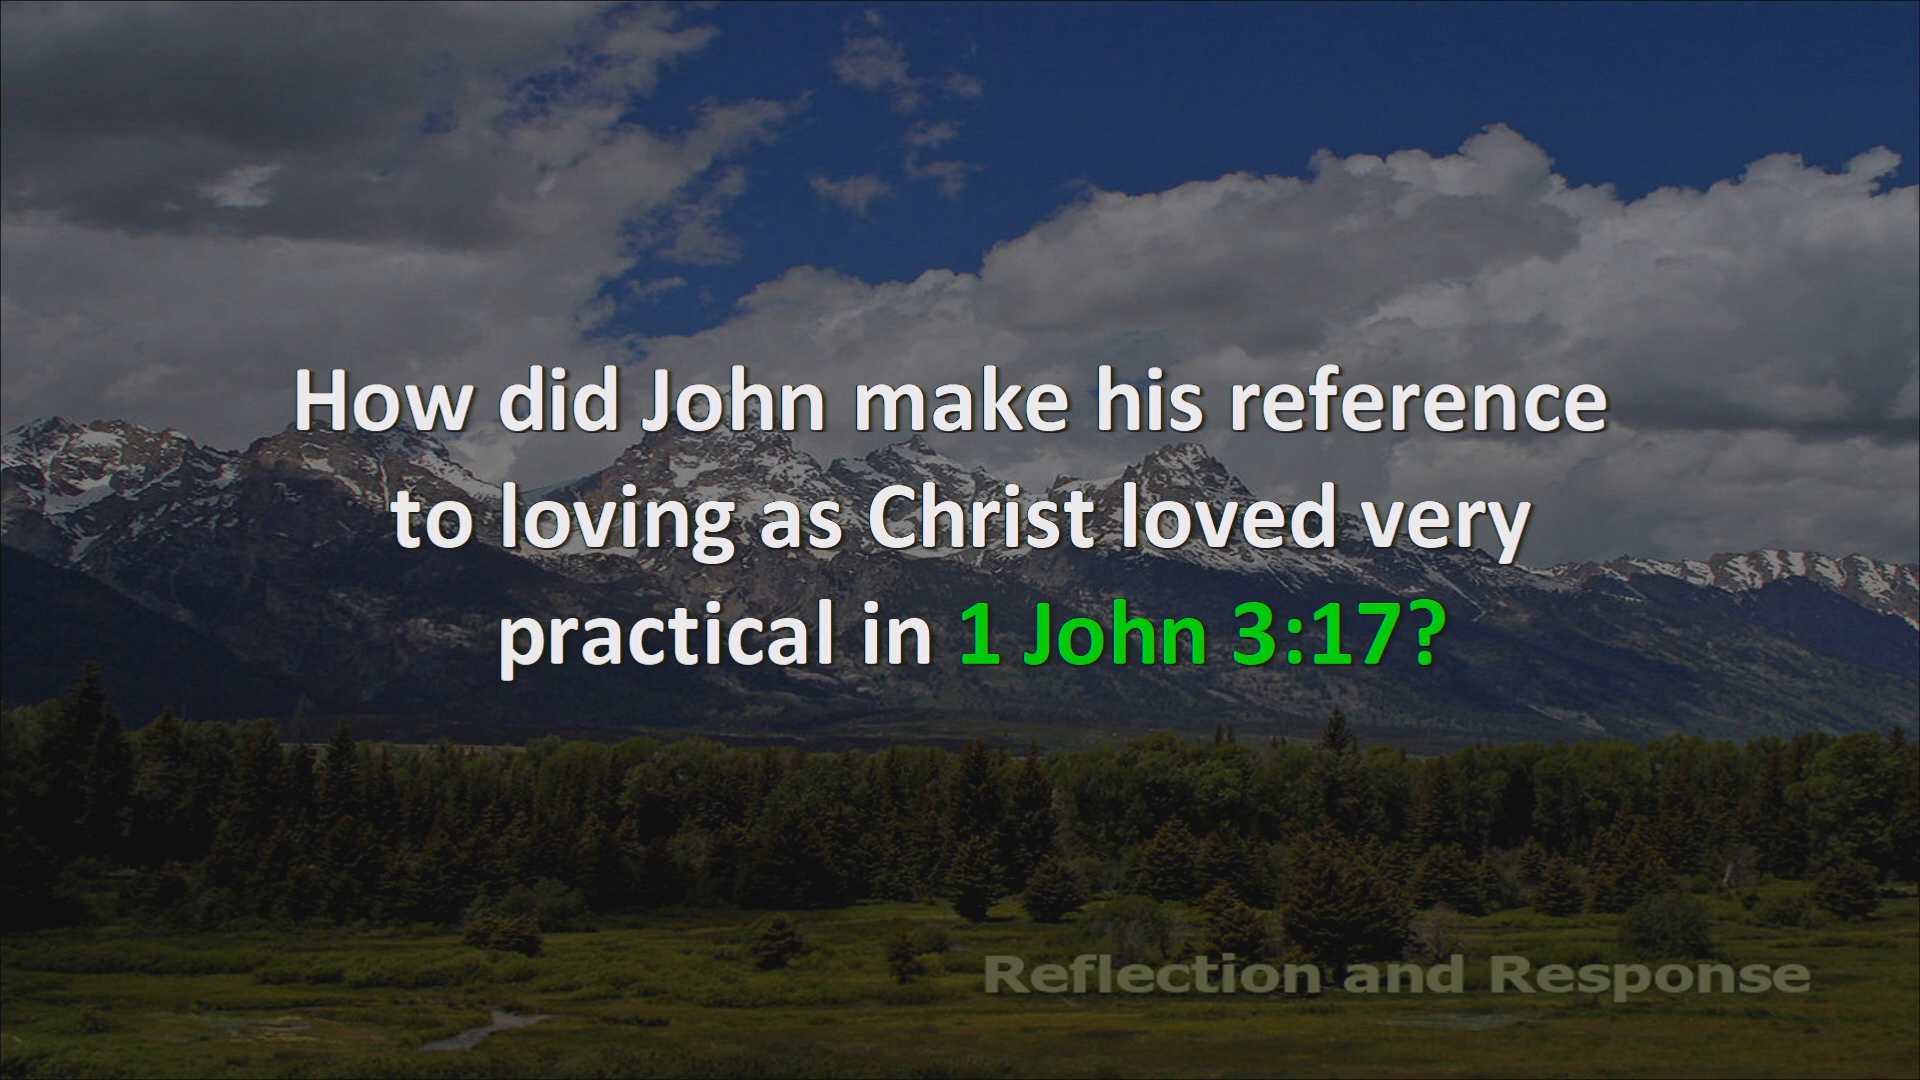 How did John make his reference
to loving as Christ loved very
practical in 1 John 3:17?
Reflection and Response